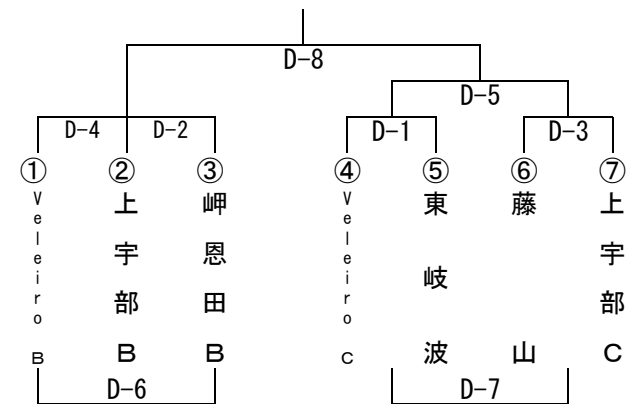 D-8
D-5
D-4
D-2
D-1
D-3
①
②
③
④
⑤
⑥
⑦
Veleiro B
上宇部B
岬恩田B
Veleiro C
東岐波
藤山
上宇部C
D-6
D-7